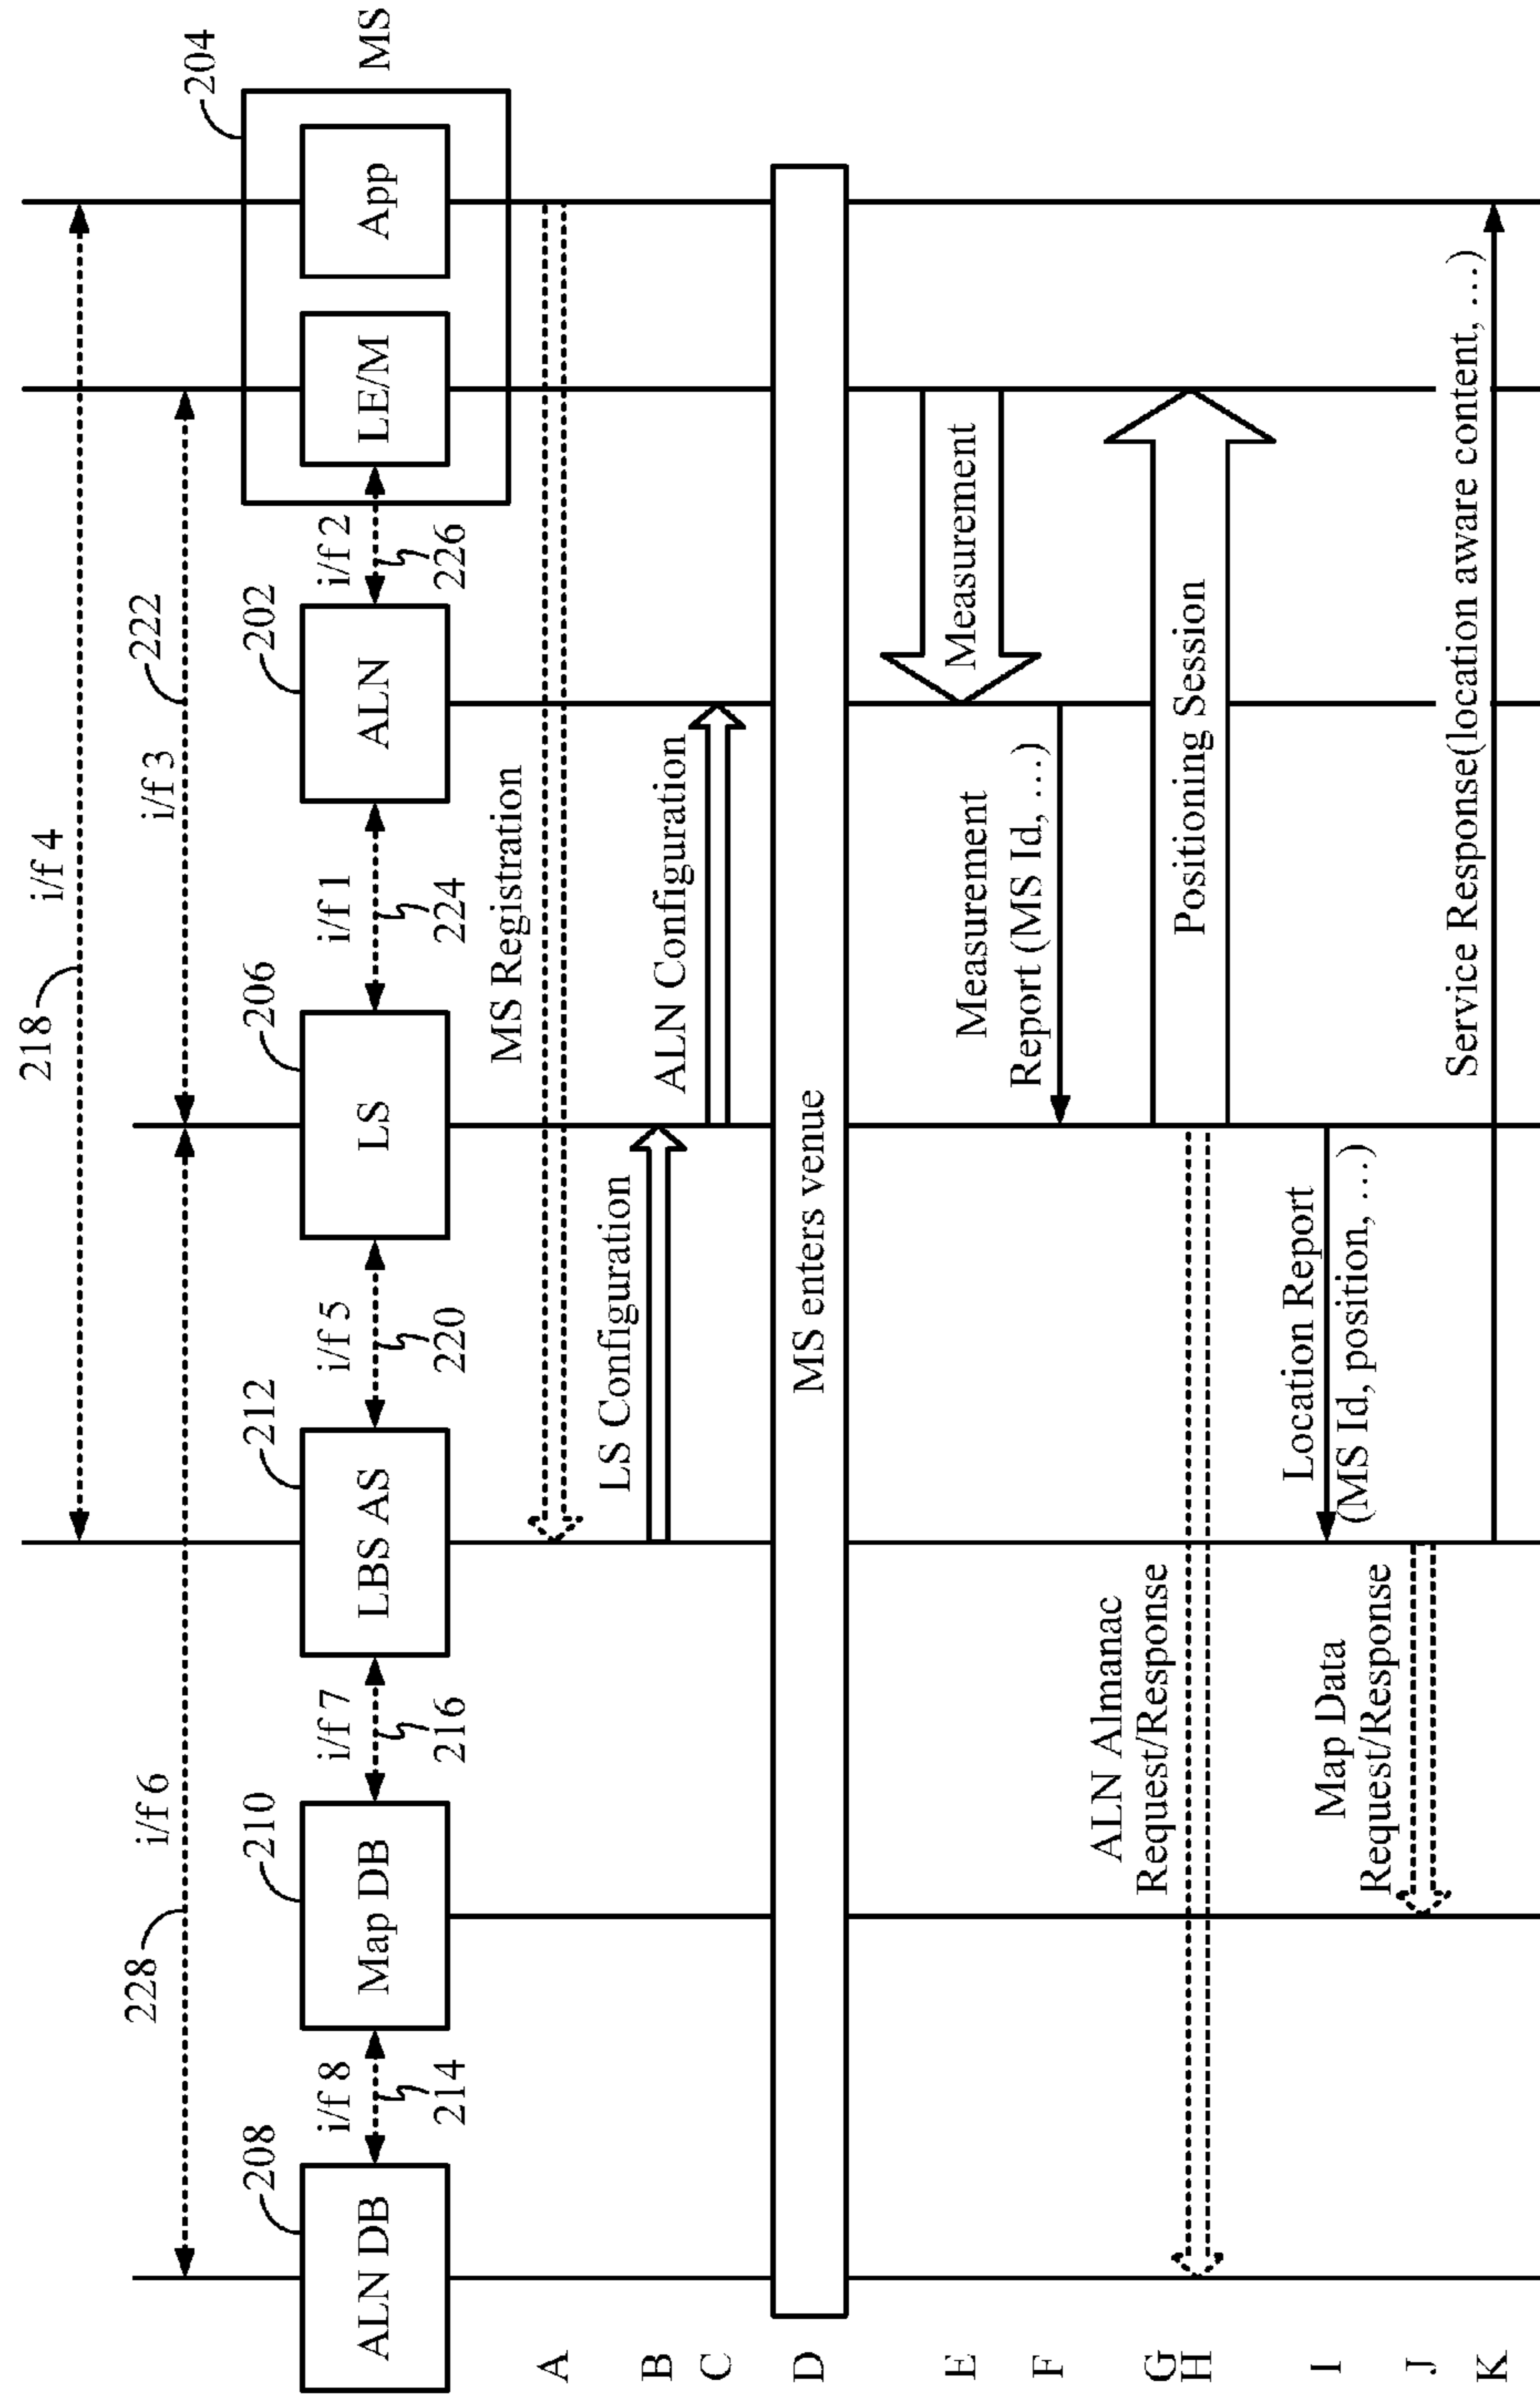 218
i/f 4
228
i/f 6
222
i/f 3
208
210
212
206
202
204
ALN DB
i/f 8
214
Map DB
i/f 7
216
LBS AS
i/f 5
220
LS
i/f 1
224
ALN
i/f 2
226
LE/M
App
MS
A
MS Registration
B
LS Configuration
C
ALN Configuration
D
MS enters venue
E
Measurement
F
Measurement
Report (MS Id, …)
G
Positioning Session
H
ALN Almanac
Request/Response
I
Location Report
(MS Id, position, …)
J
Map Data
Request/Response
K
Service Response(location aware content, …)